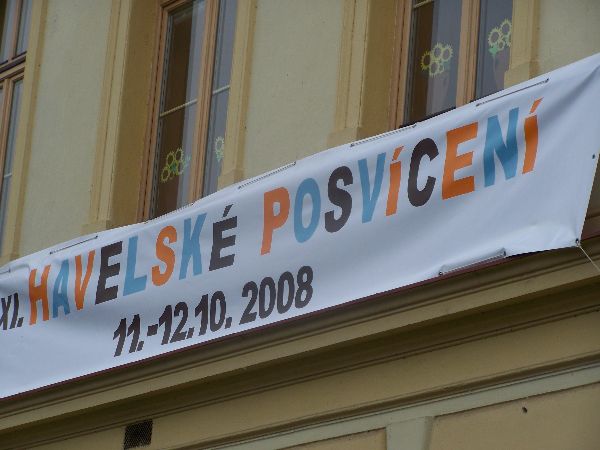 XI. HAVELSKÉ POSVÍCENÍ
11.-12.10. 2008